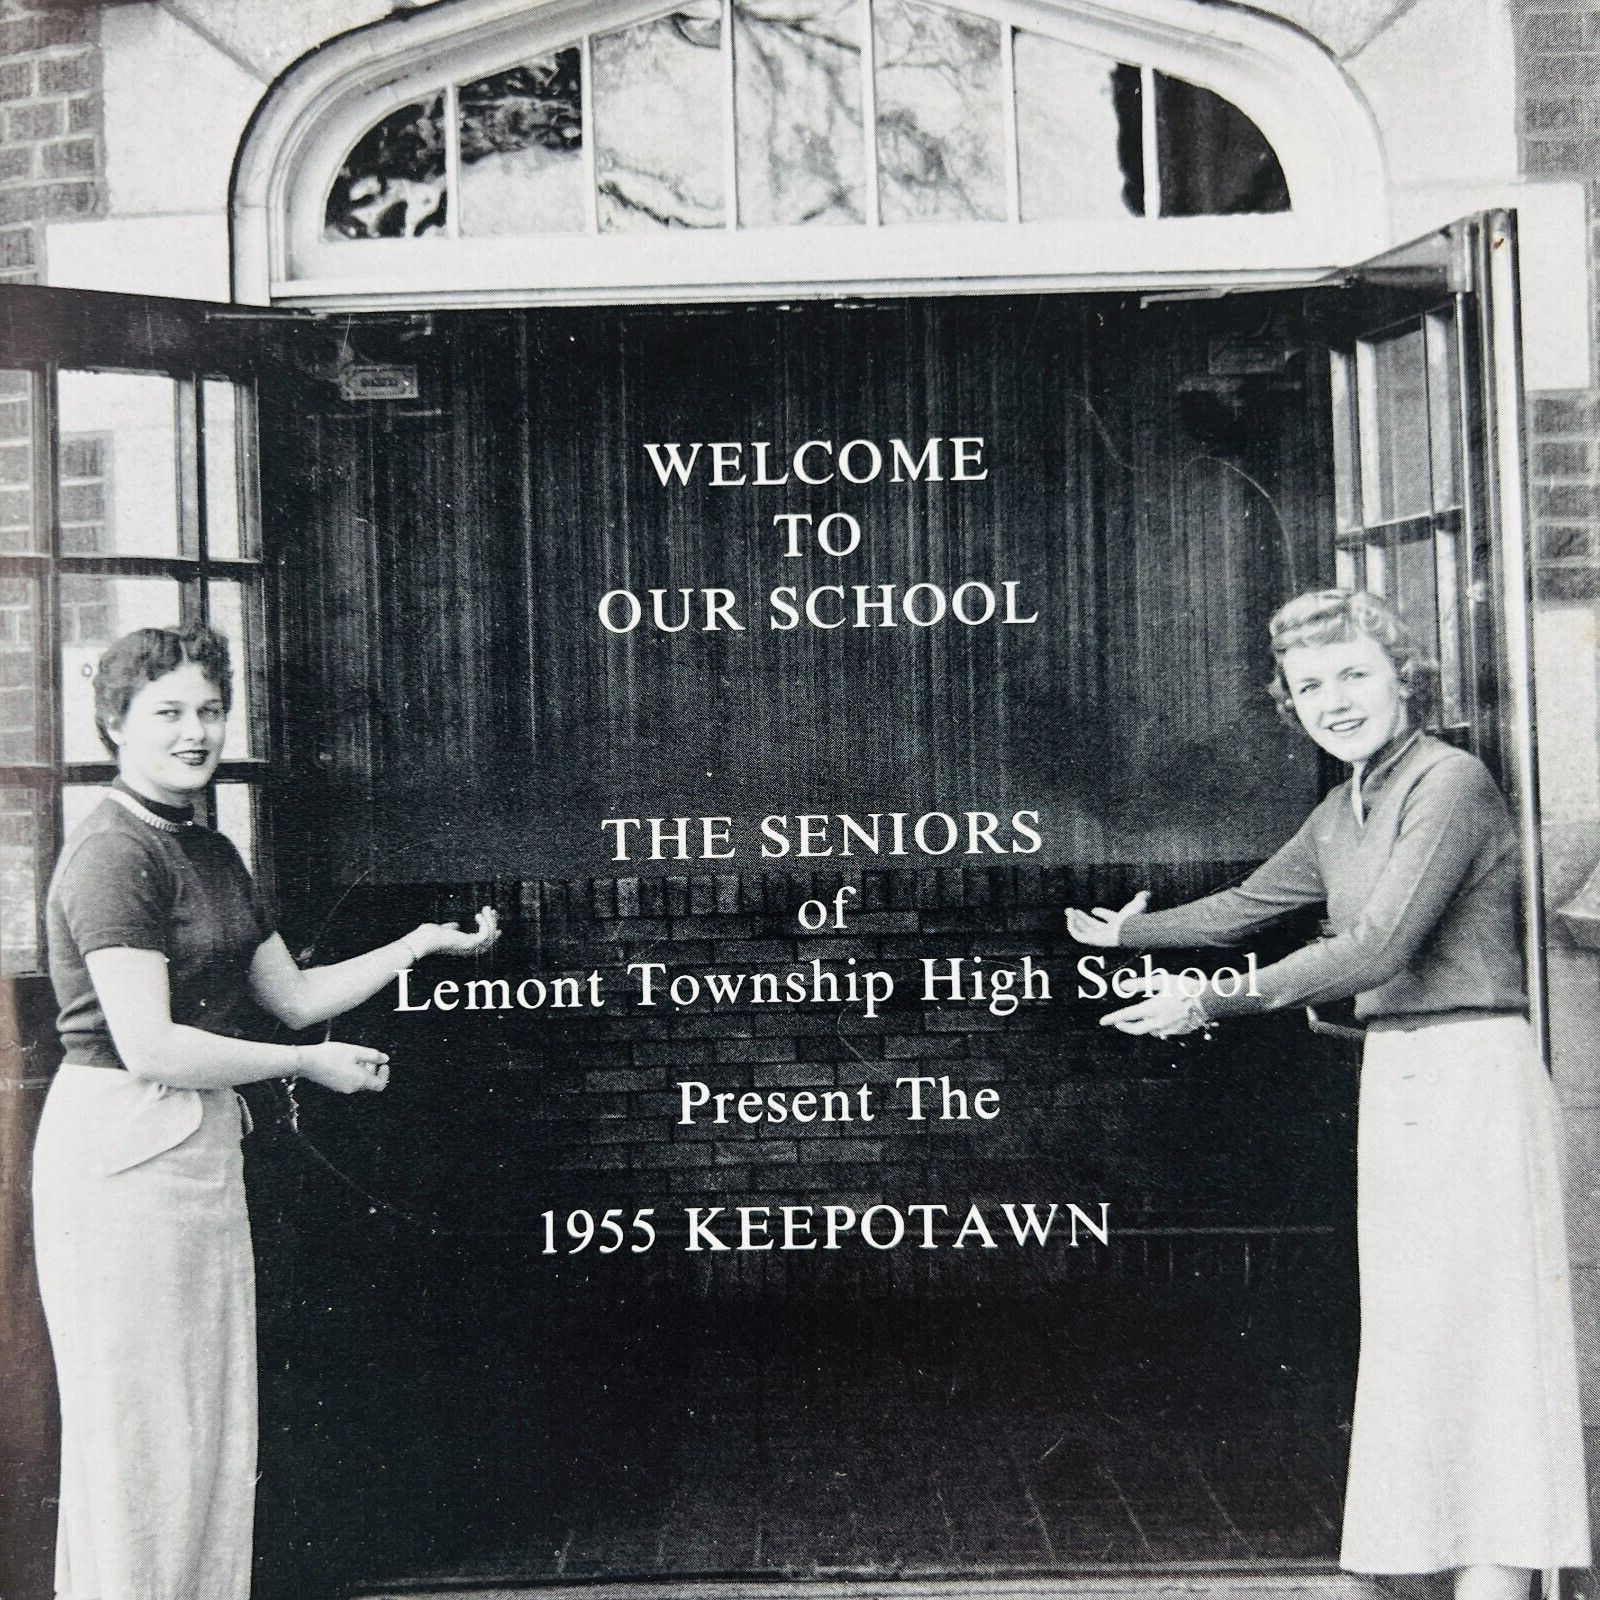 WELCOME
TO
OUR SCHOOL
THE SENIORS
of
Lemont Township High School
Present The
1955 KEEPOTAWN